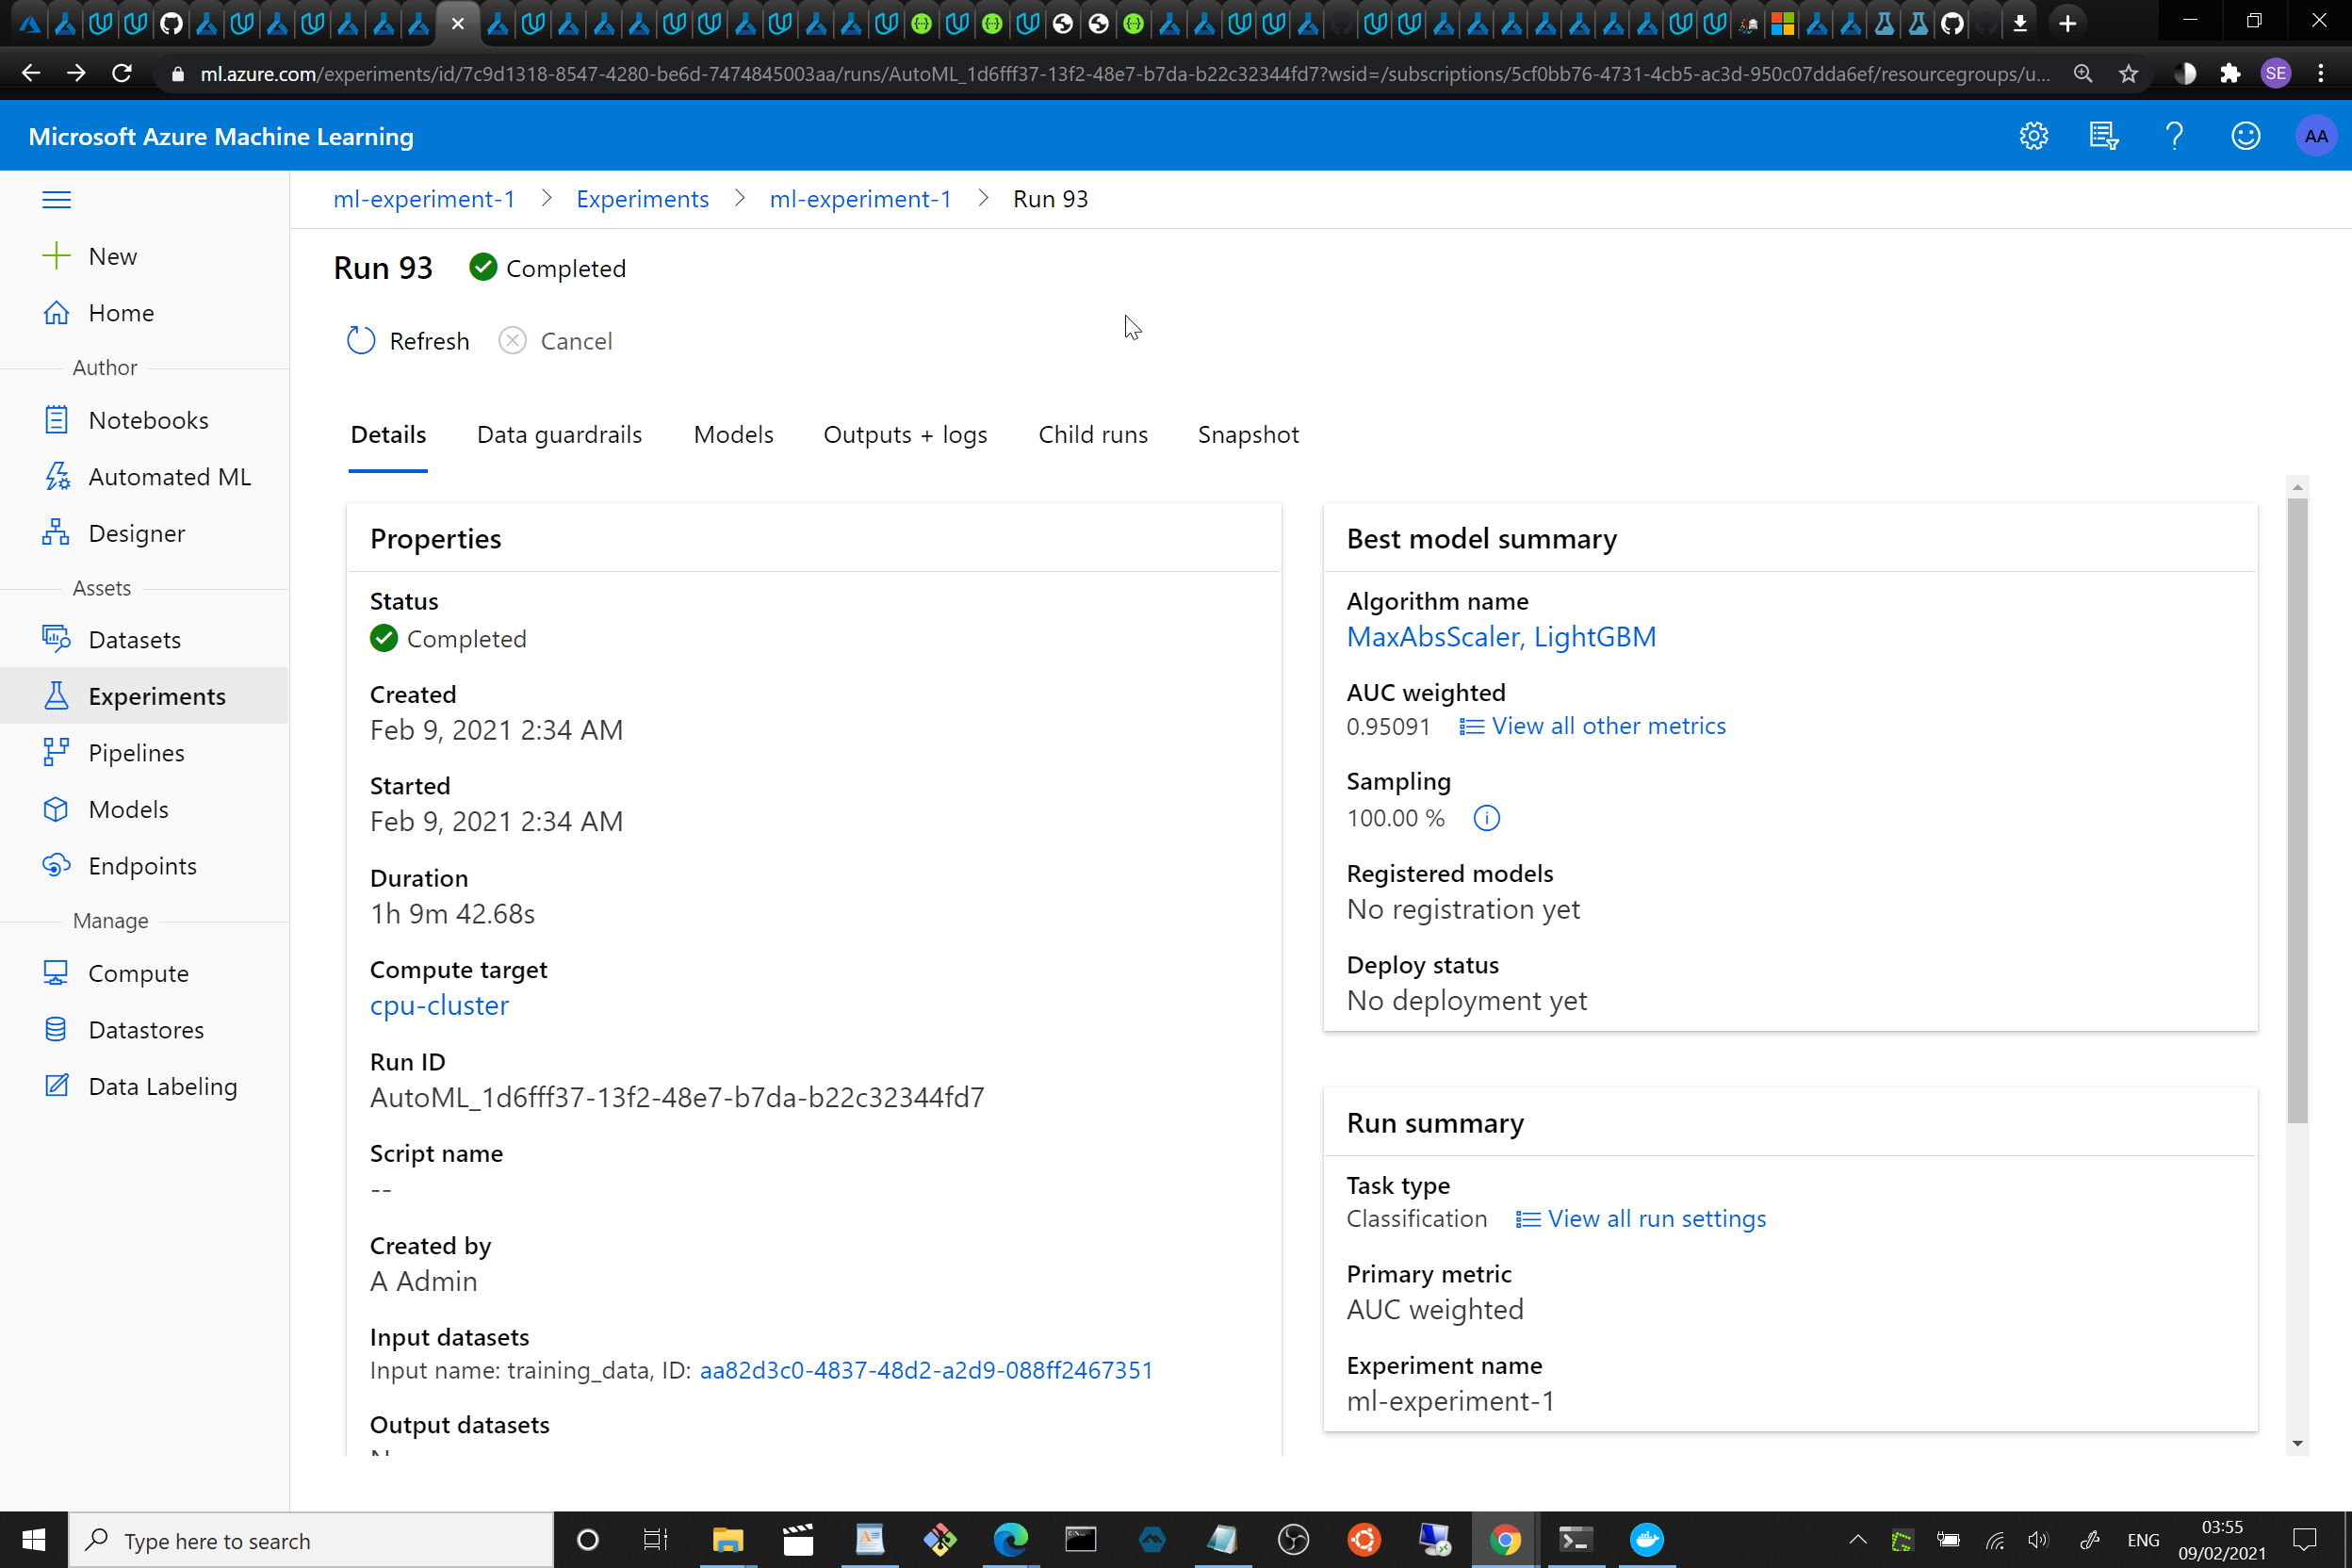 ml.azure.com/experiments/id/7c9d1318-8547-4280-be6d-7474845003aa/runs/AutoML_1d6fff37-13f2-48e7-b7da-b22c32344fd7?wsid=/subscriptions/5cf0bb76-4731-4cb5-ac3d-950c07dda6ef/resourcegroups/u...
SE
Microsoft Azure Machine Learning
AA
ml-experiment-1 > Experiments > ml-experiment-1 > Run 93
New
Home
Author
Notebooks
Automated ML
Designer
Assets
Datasets
Experiments
Pipelines
Models
Endpoints
Manage
Compute
Datastores
Data Labeling
Run 93 Completed
Refresh Cancel
Details Data guardrails Models Outputs + logs Child runs Snapshot
Properties
Status
Completed
Created
Feb 9, 2021 2:34 AM
Started
Feb 9, 2021 2:34 AM
Duration
1h 9m 42.68s
Compute target
cpu-cluster
Run ID
AutoML_1d6fff37-13f2-48e7-b7da-b22c32344fd7
Script name
--
Created by
A Admin
Input datasets
Input name: training_data, ID: aa82d3c0-4837-48d2-a2d9-088ff2467351
Output datasets
Best model summary
Algorithm name
MaxAbsScaler, LightGBM
AUC weighted
0.95091 View all other metrics
Sampling
100.00 %
Registered models
No registration yet
Deploy status
No deployment yet
Run summary
Task type
Classification View all run settings
Primary metric
AUC weighted
Experiment name
ml-experiment-1
Type here to search
ENG
03:55
09/02/2021